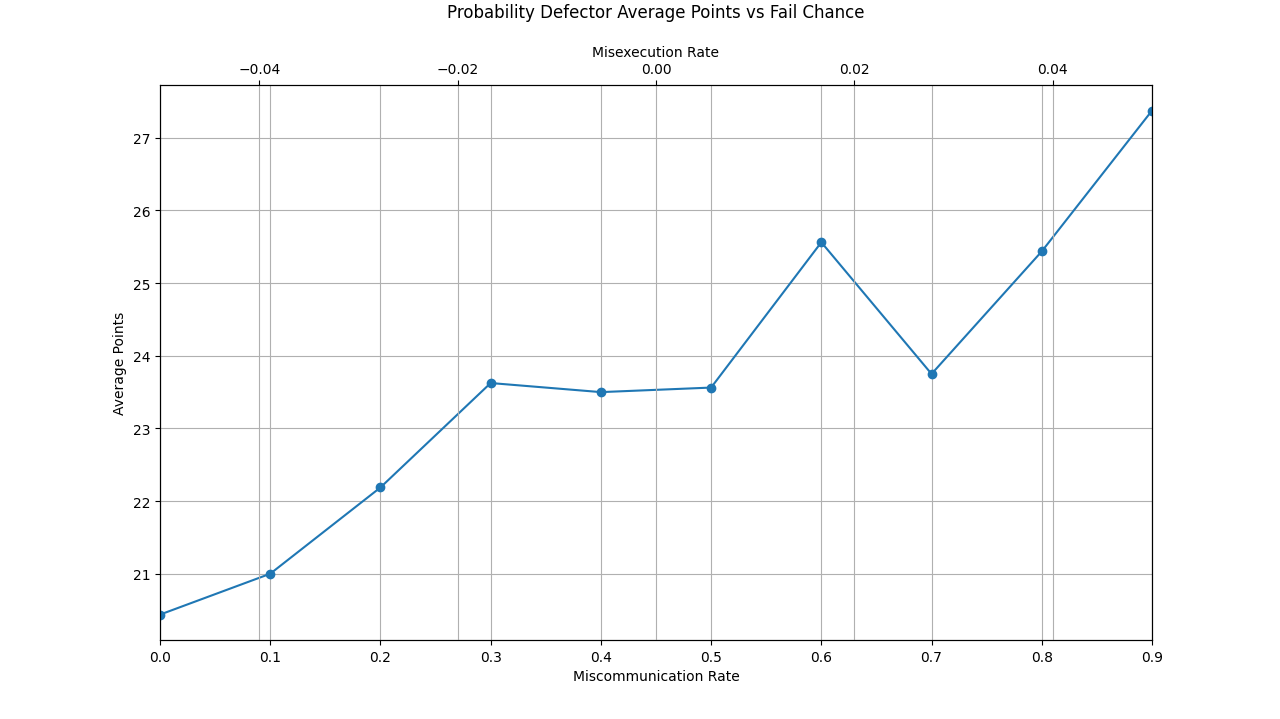 Probability Defector Average Points vs Fail Chance
Misexecution Rate
−0.04 −0.02 0.00 0.02 0.04
27
26
25
24
23
22
21
Average Points
0.0 0.1 0.2 0.3 0.4 0.5 0.6 0.7 0.8 0.9
Miscommunication Rate